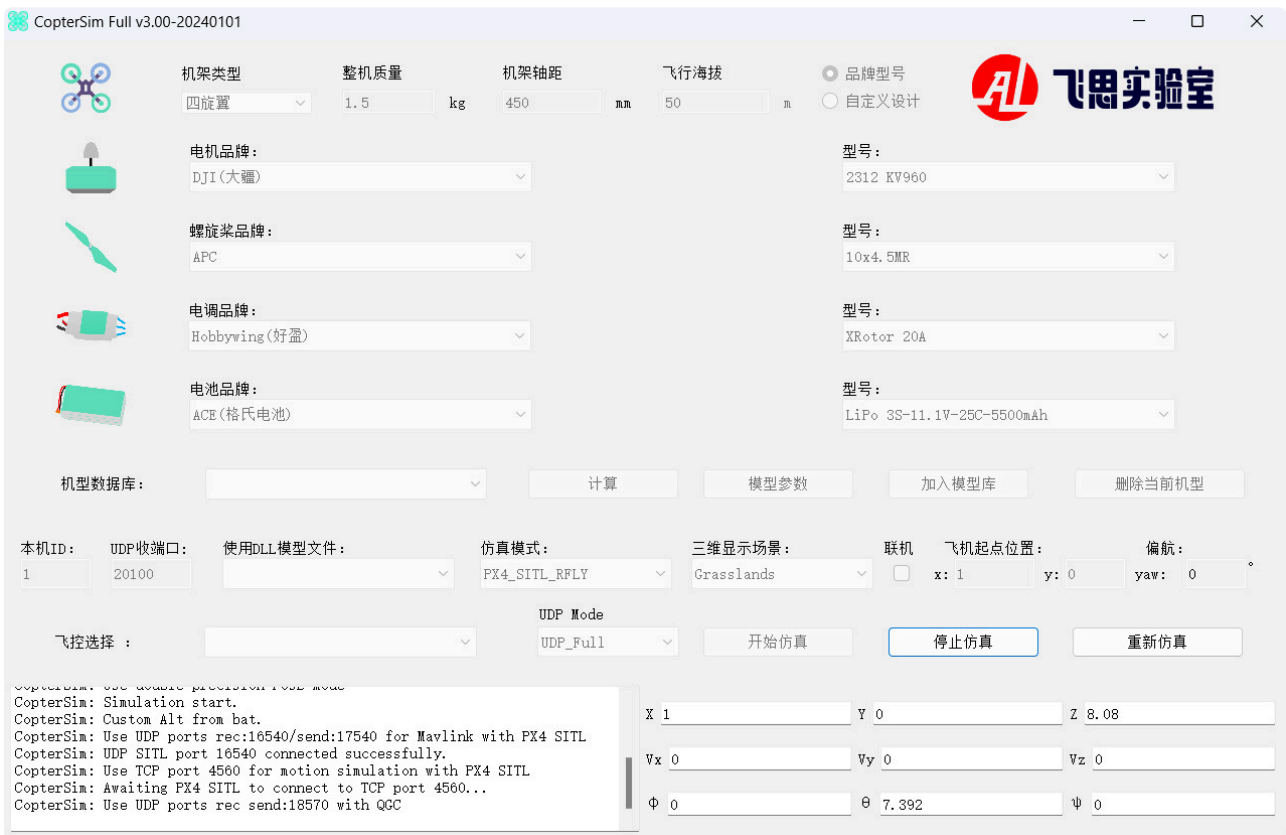 CopterSim Full v3.00-20240101
机架类型 整机质量 机架轴距 飞行海拔 品牌型号
四旋翼 1.5 kg 450 mm 50 m 自定义设计
飞思实验室
电机品牌: 型号:
DJI(大疆) 2312 KV960
螺旋桨品牌: 型号:
APC 10x4.5MR
电调品牌: 型号:
Hobbywing(好盈) XRotor 20A
电池品牌: 型号:
ACE(格氏电池) LiPo 3S-11.1V-25C-5500mAh
机型数据库: 计算 模型参数 加入模型库 删除当前机型
本机ID: UDP收端口: 使用DLL模型文件: 仿真模式: 三维显示场景: 联机 飞机起点位置: 偏航:
1 20100 PX4_SITL_RFLY Grasslands x: 1 y: 0 yaw: 0 °
UDP Mode
飞控选择 : UDP_Full 开始仿真 停止仿真 重新仿真
CopterSim: Use double precision POSE mode
CopterSim: Simulation start.
CopterSim: Custom Alt from bat.
CopterSim: Use UDP ports rec:16540/send:17540 for Mavlink with PX4 SITL
CopterSim: UDP SITL port 16540 connected successfully.
CopterSim: Use TCP port 4560 for motion simulation with PX4 SITL
CopterSim: Awaiting PX4 SITL to connect to TCP port 4560...
CopterSim: Use UDP ports rec send:18570 with QGC
X 1 Y 0 Z 8.08
Vx 0 Vy 0 Vz 0
Φ 0 θ 7.392 ψ 0